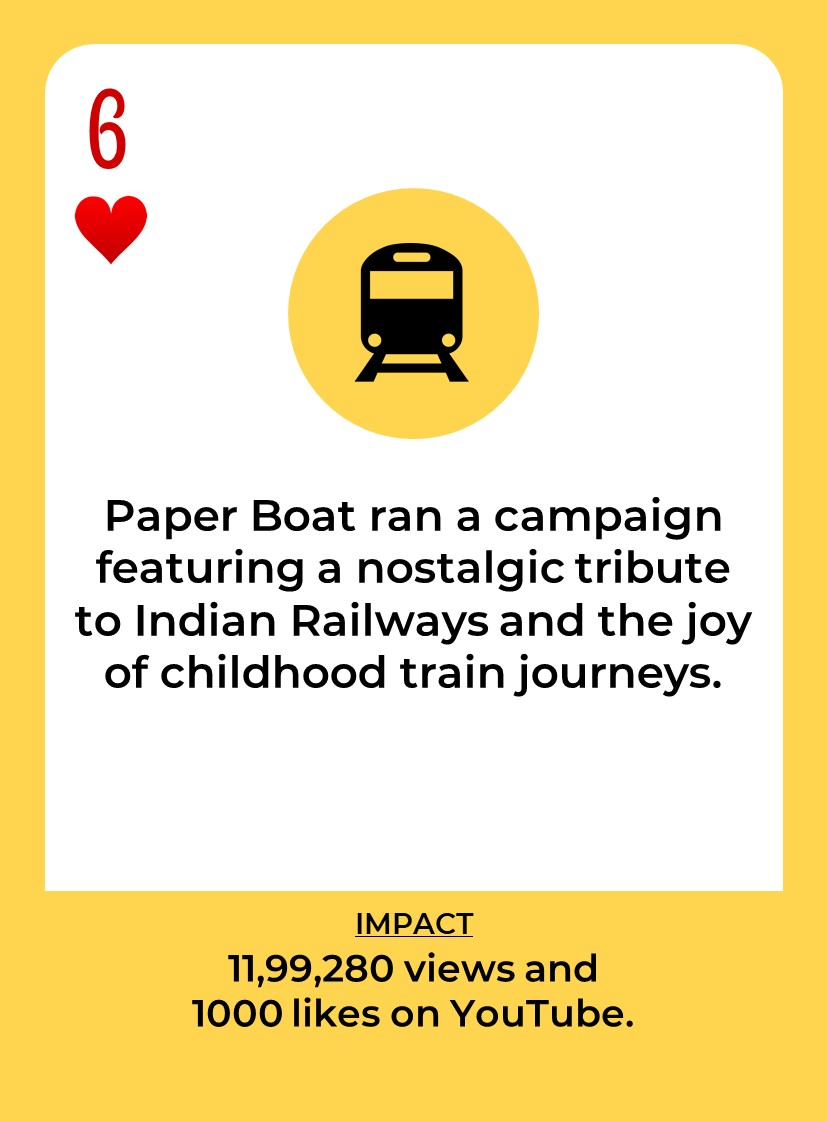 6
Paper Boat ran a campaign
featuring a nostalgic tribute
to Indian Railways and the joy
of childhood train journeys.
IMPACT
11,99,280 views and
1000 likes on YouTube.